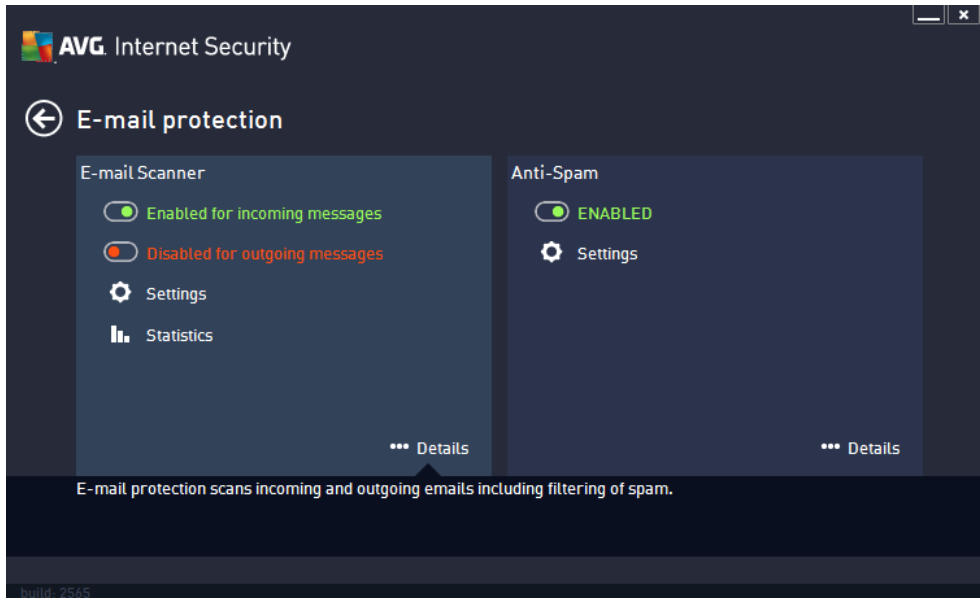 AVG. Internet Security
E-mail protection
E-mail Scanner
Enabled for incoming messages
Disabled for outgoing messages
Settings
Statistics
Details
Anti-Spam
ENABLED
Settings
Details
E-mail protection scans incoming and outgoing emails including filtering of spam.
build: 2565